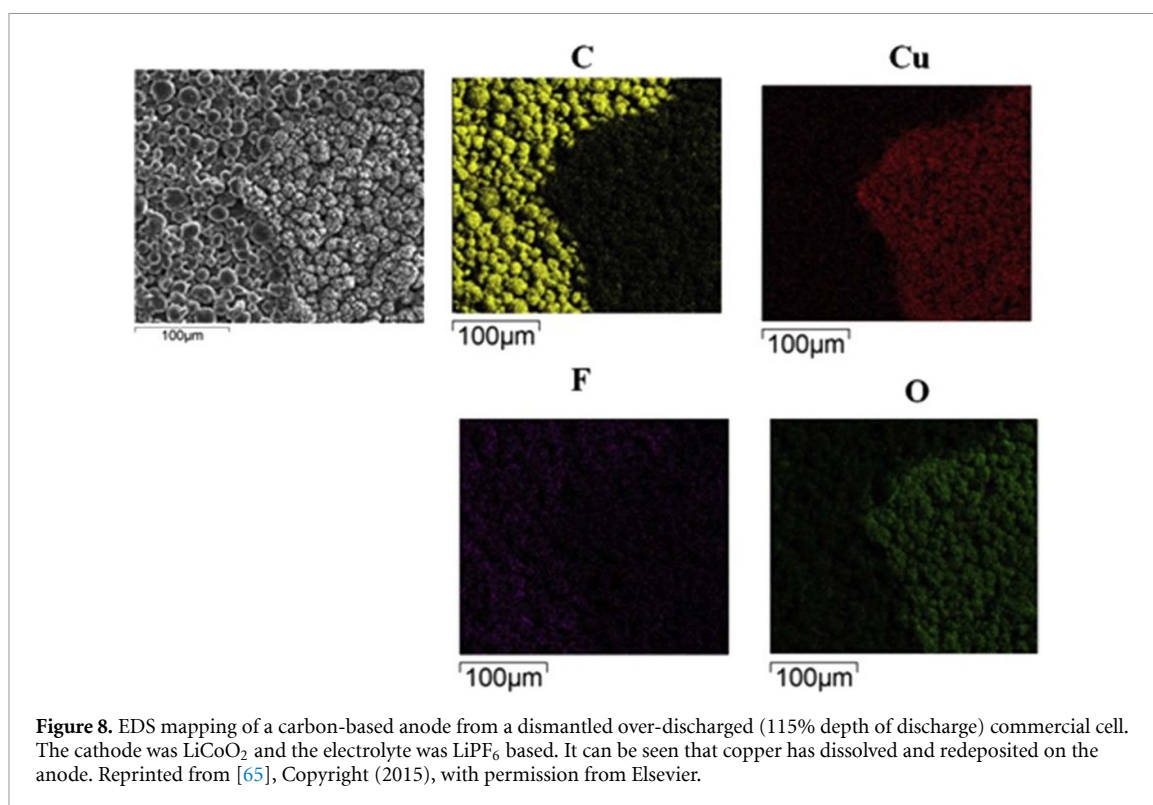 C
Cu
100µm
100µm
100µm
F
O
100µm
100µm
Figure 8. EDS mapping of a carbon-based anode from a dismantled over-discharged (115% depth of discharge) commercial cell.
The cathode was LiCoO₂ and the electrolyte was LiPF₆ based. It can be seen that copper has dissolved and redeposited on the
anode. Reprinted from [65], Copyright (2015), with permission from Elsevier.